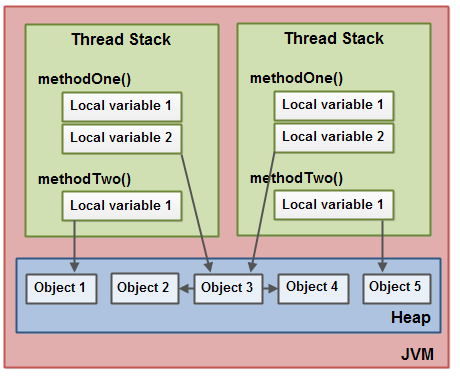 Thread Stack
methodOne()
Local variable 1
Local variable 2
methodTwo()
Local variable 1
Thread Stack
methodOne()
Local variable 1
Local variable 2
methodTwo()
Local variable 1
Object 1
Object 2
Object 3
Object 4
Object 5
Heap
JVM